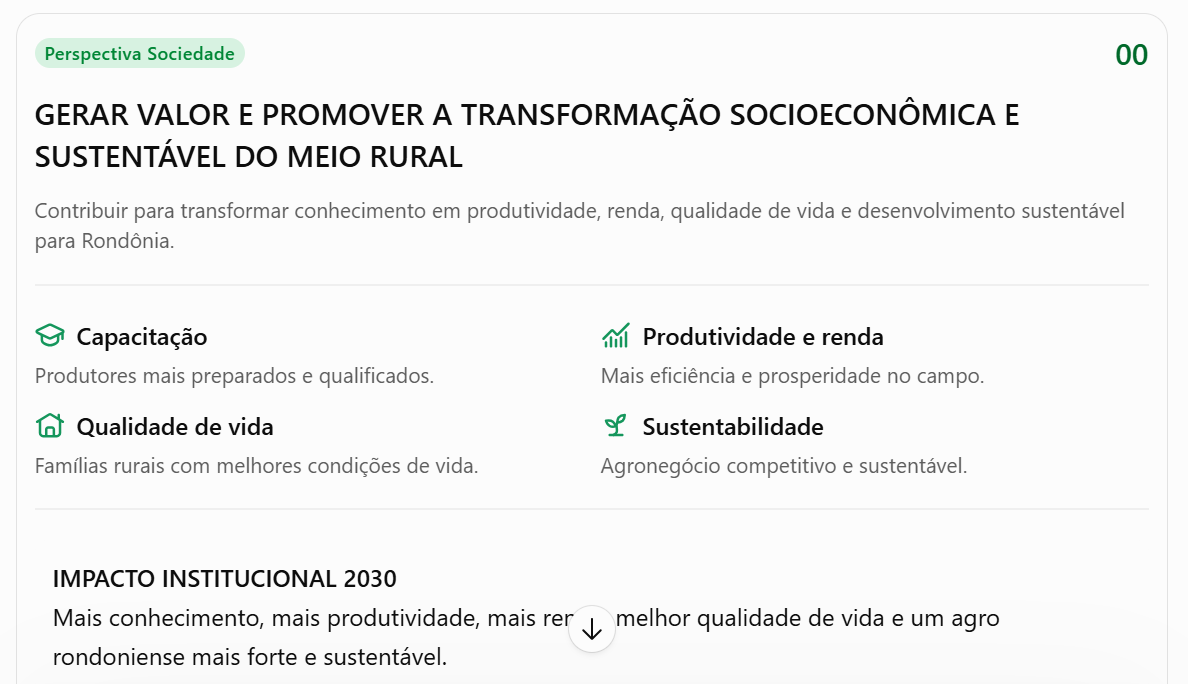 Perspectiva Sociedade
00
GERAR VALOR E PROMOVER A TRANSFORMAÇÃO SOCIOECONÔMICA E
SUSTENTÁVEL DO MEIO RURAL
Contribuir para transformar conhecimento em produtividade, renda, qualidade de vida e desenvolvimento sustentável
para Rondônia.
Capacitação
Produtores mais preparados e qualificados.
Produtividade e renda
Mais eficiência e prosperidade no campo.
Qualidade de vida
Famílias rurais com melhores condições de vida.
Sustentabilidade
Agronegócio competitivo e sustentável.
IMPACTO INSTITUCIONAL 2030
Mais conhecimento, mais produtividade, mais melhor qualidade de vida e um agro
rondoniense mais forte e sustentável.